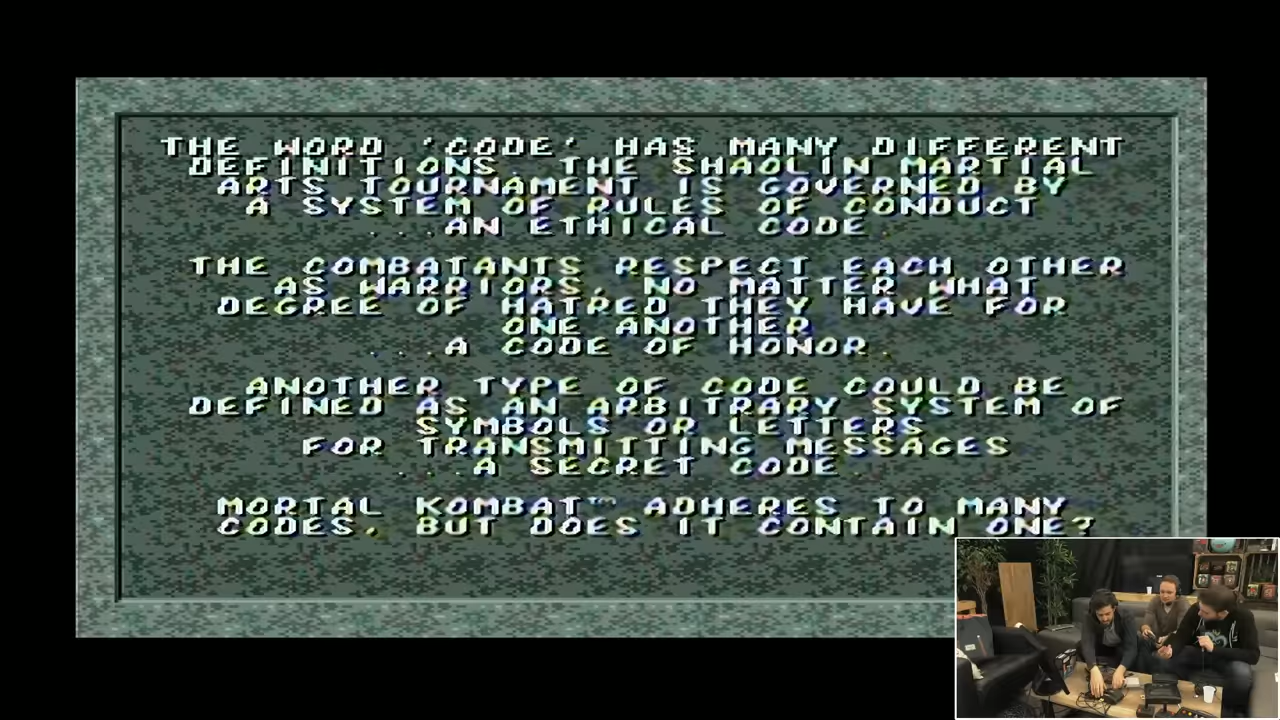 THE WORD 'CODE' HAS MANY DIFFERENT
DEFINITIONS. THE SHAOLIN MARTIAL
ARTS TOURNAMENT IS GOVERNED BY
A SYSTEM OF RULES OF CONDUCT
...AN ETHICAL CODE.
THE COMBATANTS RESPECT EACH OTHER
AS WARRIORS, NO MATTER WHAT
DEGREE OF HATRED THEY HAVE FOR
ONE ANOTHER
...A CODE OF HONOR.
ANOTHER TYPE OF CODE COULD BE
DEFINED AS AN ARBITRARY SYSTEM OF
SYMBOLS OR LETTERS
FOR TRANSMITTING MESSAGES
...A SECRET CODE.
MORTAL KOMBAT™ ADHERES TO MANY
CODES, BUT DOES IT CONTAIN ONE?